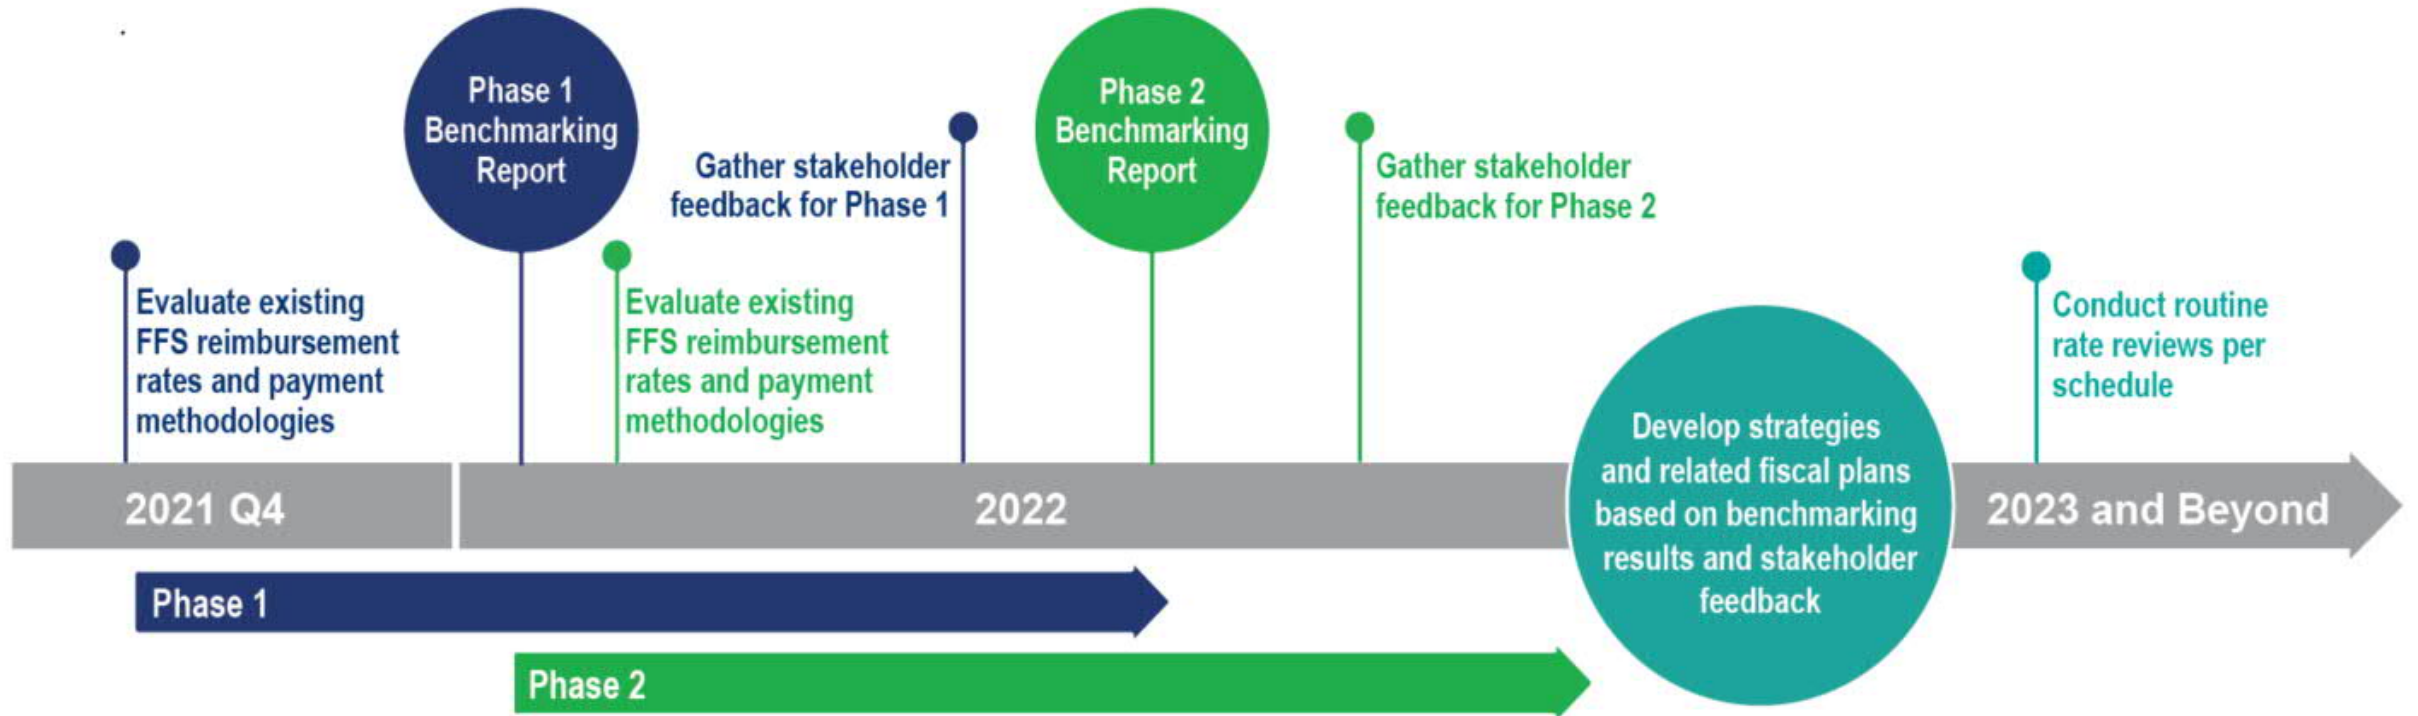 Phase 1
Benchmarking
Report
Phase 2
Benchmarking
Report
Gather stakeholder
feedback for Phase 1
Gather stakeholder
feedback for Phase 2
Evaluate existing
FFS reimbursement
rates and payment
methodologies
Evaluate existing
FFS reimbursement
rates and payment
methodologies
Conduct routine
rate reviews per
schedule
Develop strategies
and related fiscal plans
based on benchmarking
results and stakeholder
feedback
2021 Q4
2022
2023 and Beyond
Phase 1
Phase 2